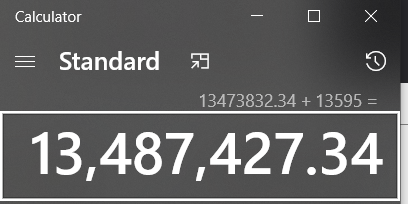 Calculator
Standard
13473832.34 + 13595 =
13,487,427.34